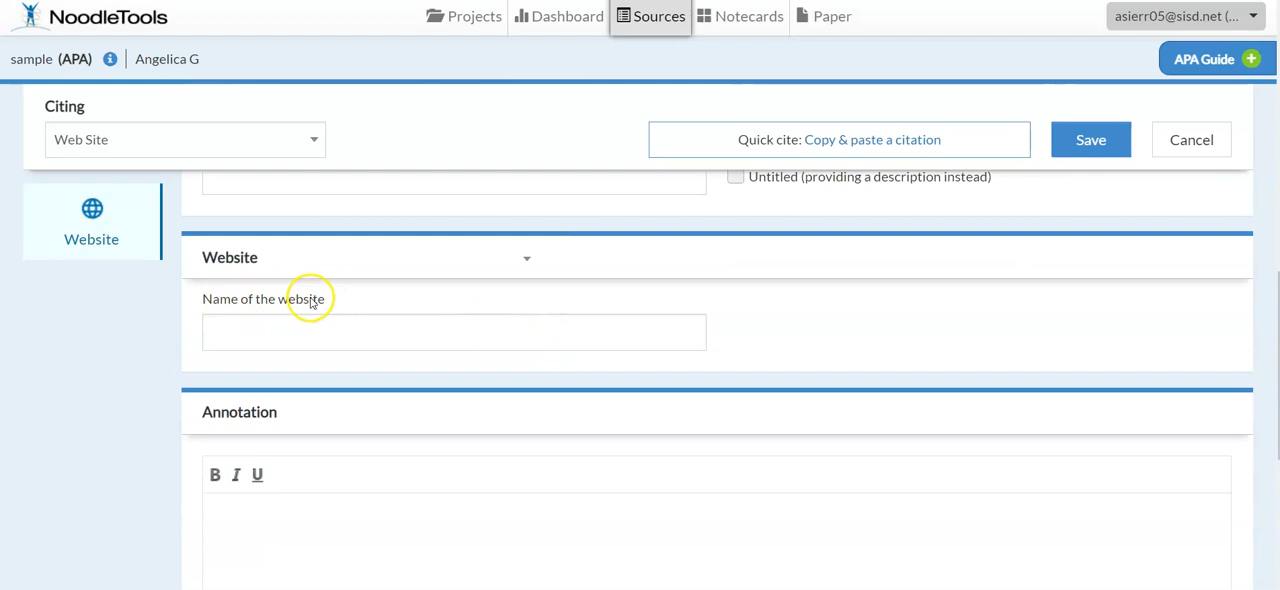 NoodleTools
Projects
Dashboard
Sources
Notecards
Paper
asierr05@sisd.net (...
sample (APA)
Angelica G
APA Guide
Citing
Web Site
Quick cite: Copy & paste a citation
Save
Cancel
Untitled (providing a description instead)
Website
Website
Name of the website
Annotation
B I U